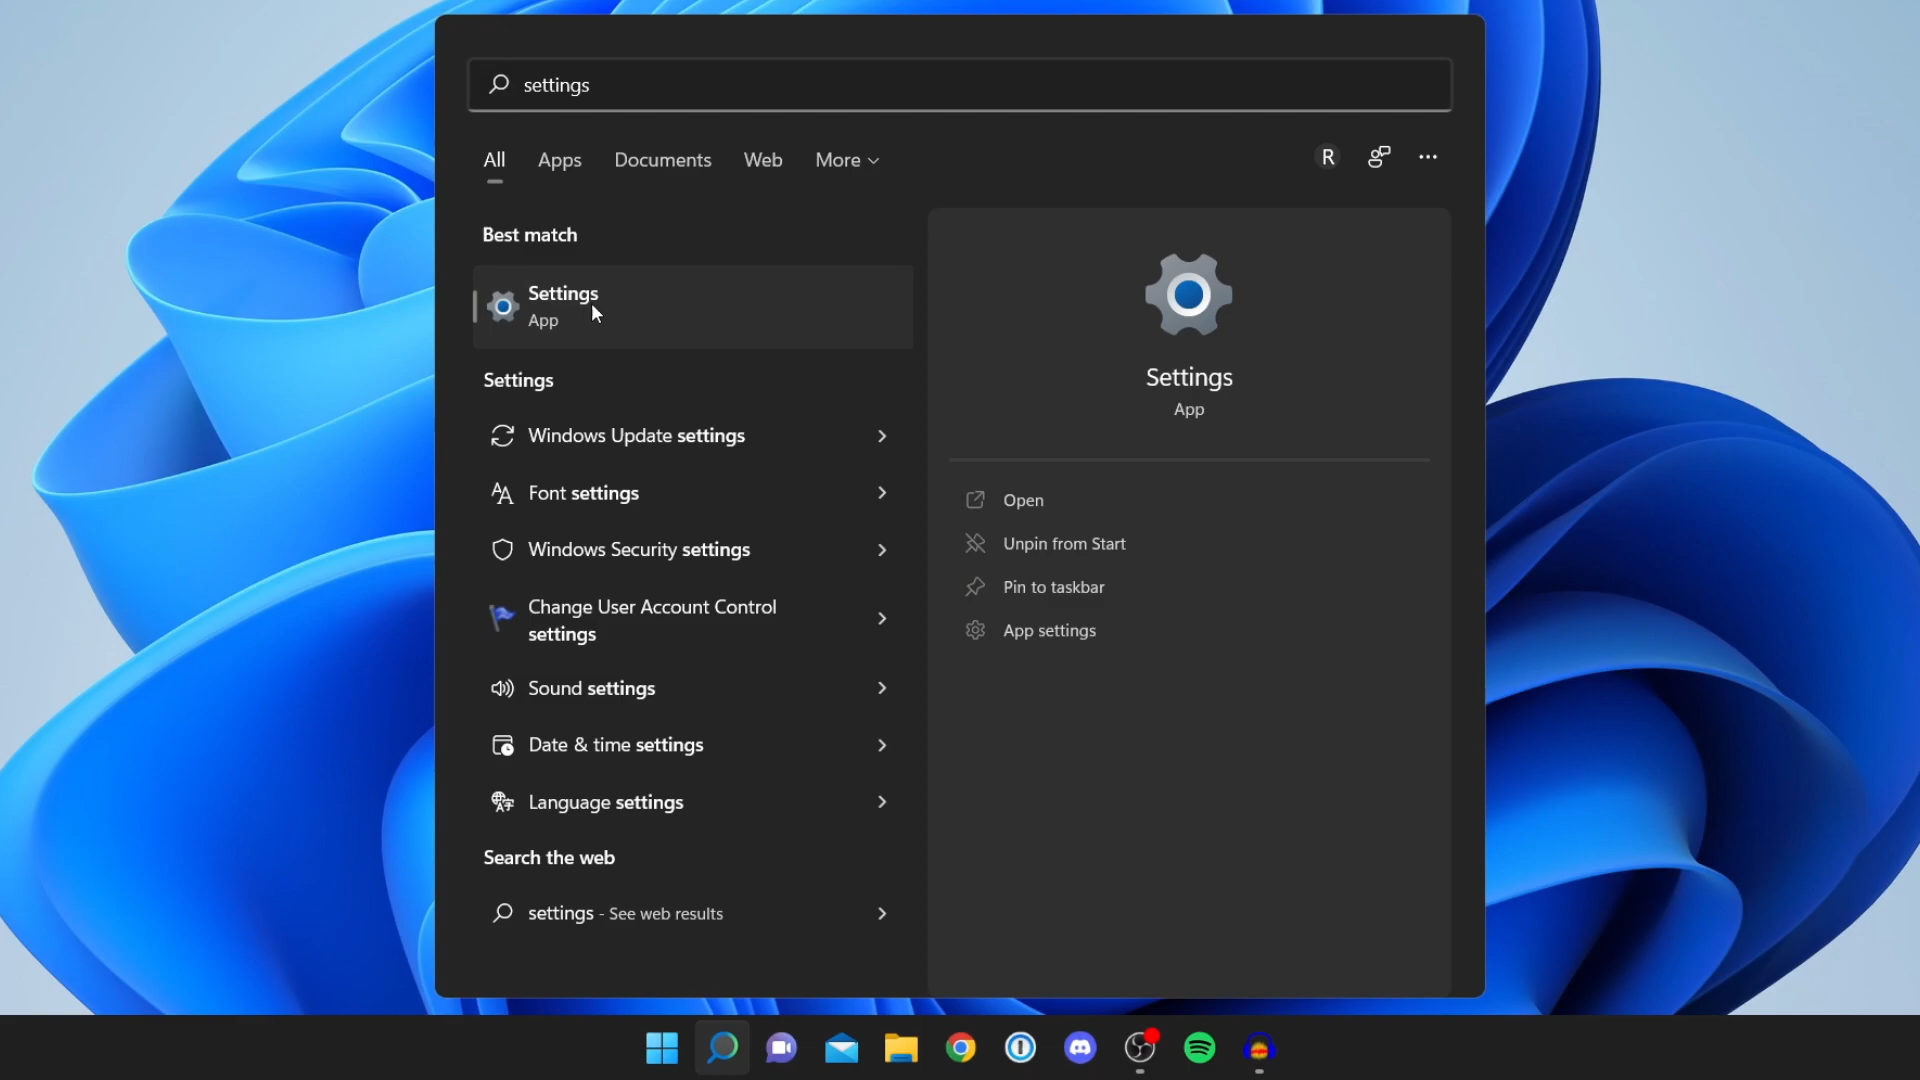 settings
All Apps Documents Web More
R
Best match
Settings
App
Settings
Windows Update settings
Font settings
Windows Security settings
Change User Account Control
settings
Sound settings
Date & time settings
Language settings
Search the web
settings - See web results
Settings
App
Open
Unpin from Start
Pin to taskbar
App settings